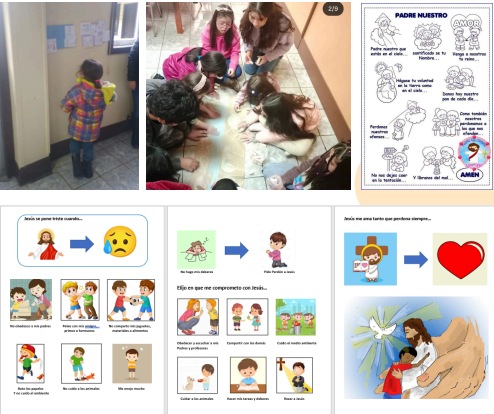 2/9
PADRE NUESTRO
AMOR
Padre nuestro que
estás en el cielo...
santificado se tu
Nombre...
Venga a nosotros
tu reino...
Hágase tu voluntad
en la tierra como
en el cielo...
Danos hoy nuestro
pan de cada día...
Perdona
nuestras
ofensas...
Como también
nosotros
perdonamos a
los que nos
No nos dejes caer
en la tentación...
Y líbranos del mal...
AMEN
Jesús se pone triste cuando...
No obedezco a mis padres
Peleo con mis amigos,
primos o hermanos
No comparto mis juguetes,
materiales o alimentos
Boto los papeles
Y no cuido el ambiente
No cuido a los animales
Me enojo mucho
No hago mis deberes
Pido Perdón a Jesús
Elijo en que me comprometo con Jesús...
Obedezco y escucho a mis
Padres y profesores
Compartir con los demás
Cuido el medio ambiente
Cuidar a los animales
Hacer mis tareas y deberes
Rezar a Jesús
Jesús me ama tanto que perdona siempre...